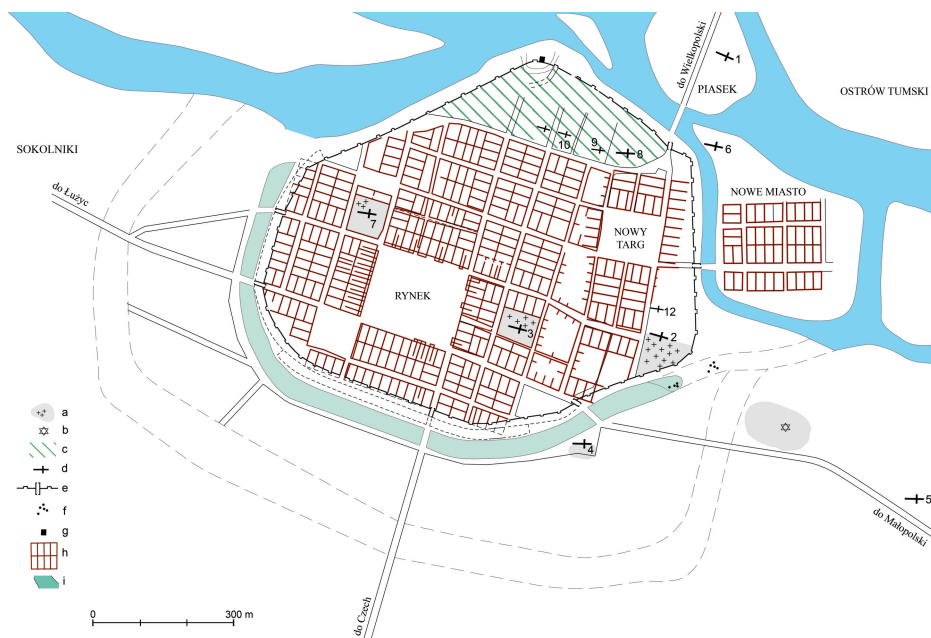 do Wielkopolski
1
PIASEK
OSTRÓW TUMSKI
SOKOLNIKI
10
9
8
6
do Łużyc
7
NOWE MIASTO
NOWY
TARG
RYNEK
12
3
2
4
4
5
do Małopolski
do Czech
a
b
c
d
e
f
g
h
i
0
300 m